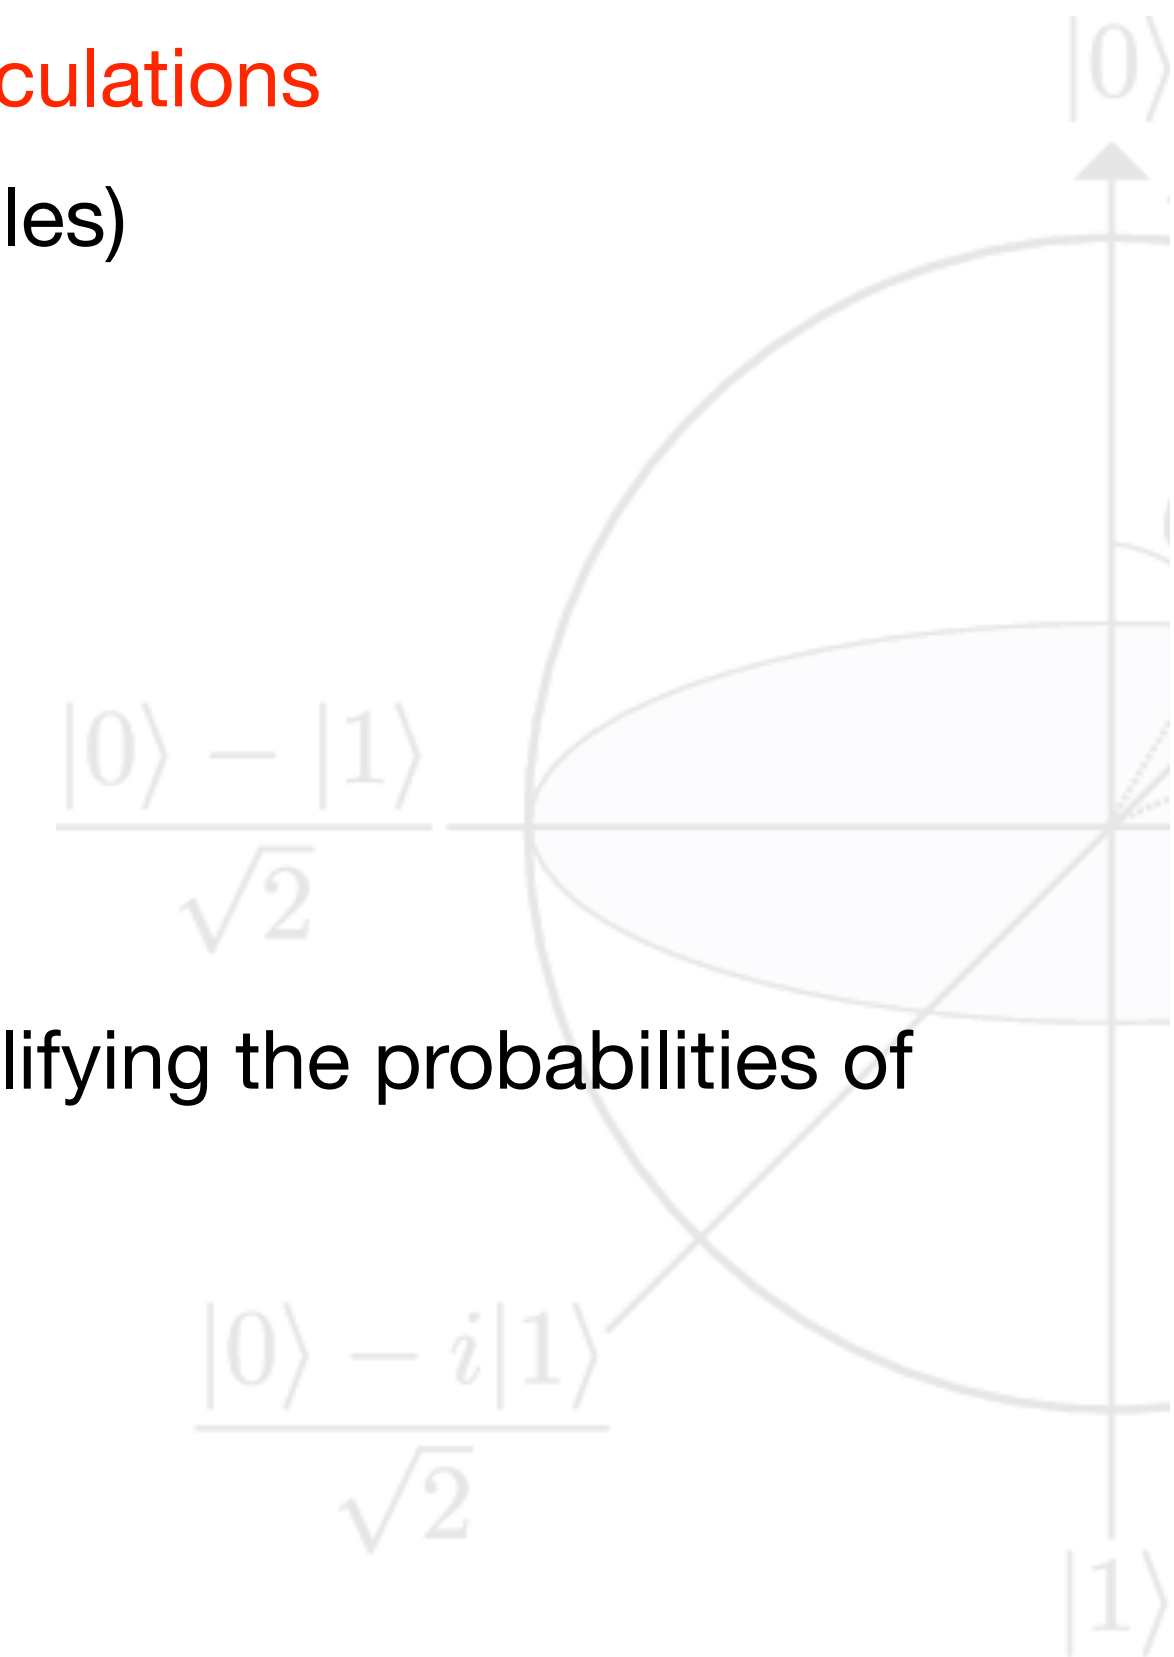 culations
|0⟩
les)
|0⟩ − |1⟩
√2
lifying the probabilities of
|0⟩ − i|1⟩
√2
|1⟩